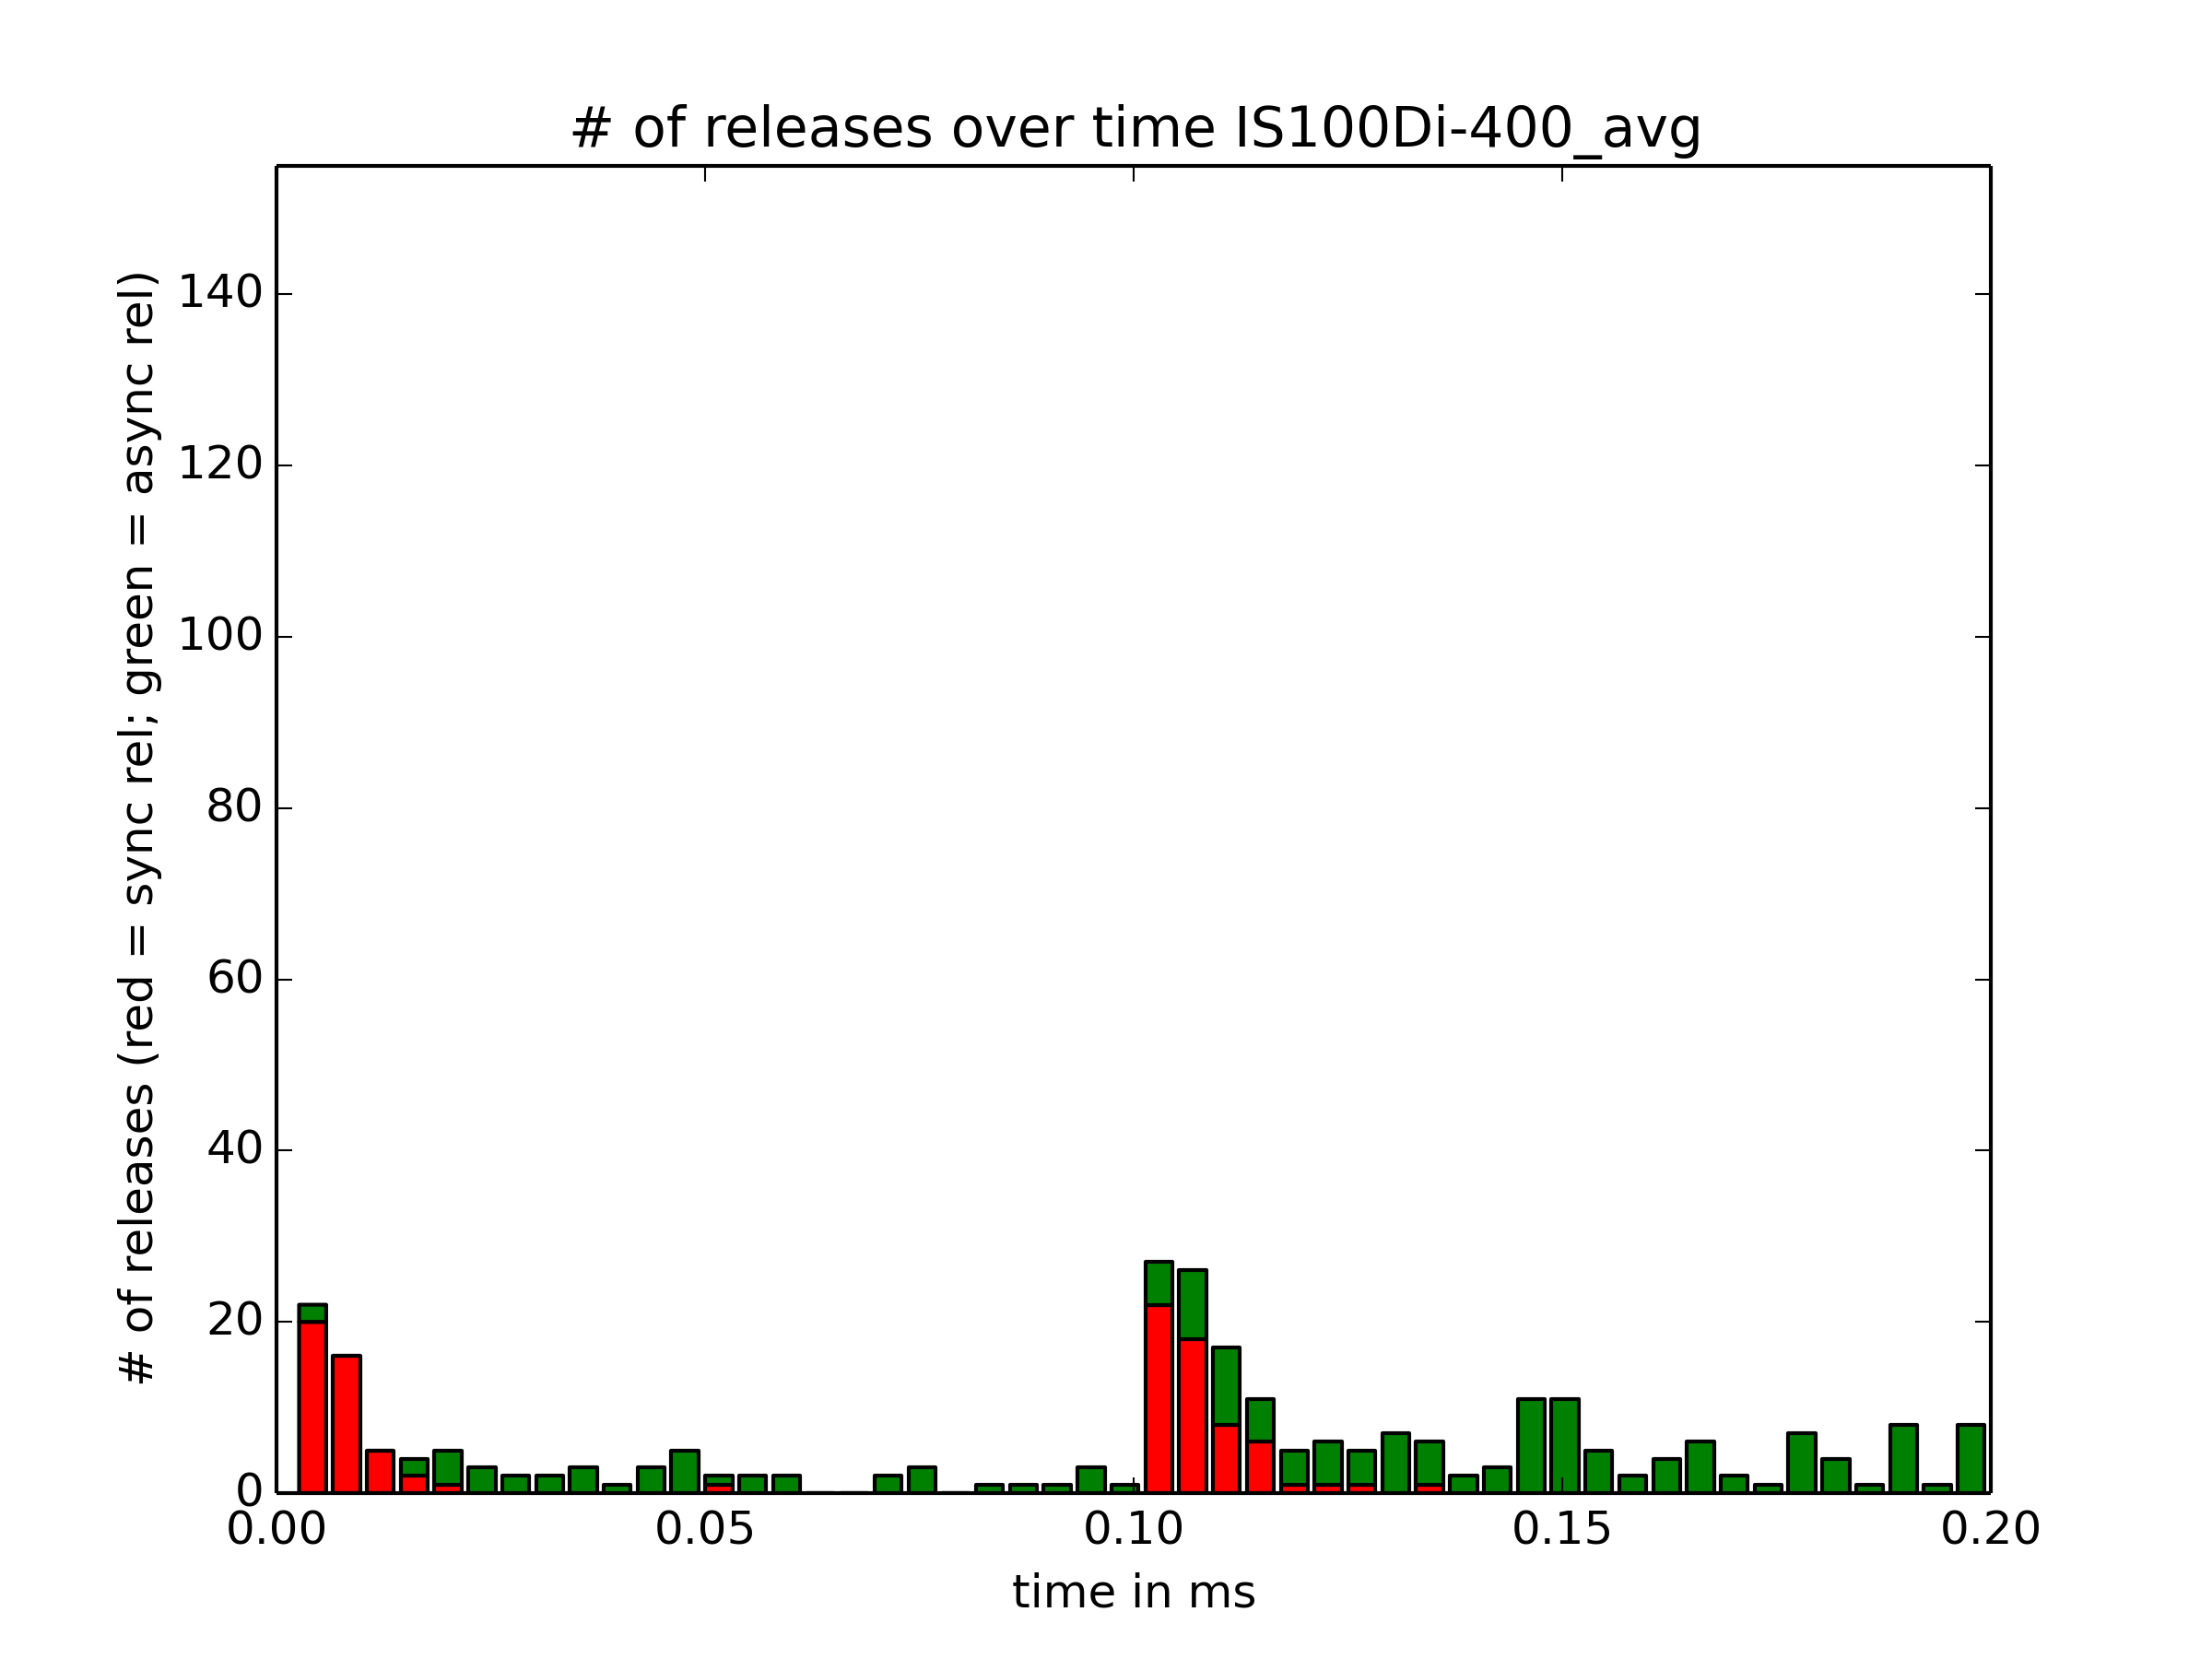 # of releases over time IS100Di-400_avg
# of releases (red = sync rel; green = async rel)
140
120
100
80
60
40
20
0
0.00 0.05 0.10 0.15 0.20
time in ms